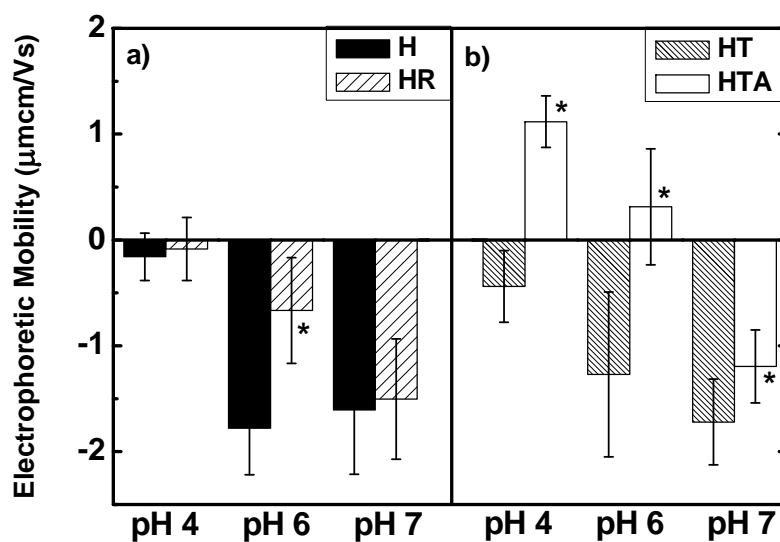 Electrophoretic Mobility (μmcm/Vs)
2
1
0
-1
-2
a)
H
HR
b)
HT
HTA
*
*
*
*
pH 4
pH 6
pH 7
pH 4
pH 6
pH 7